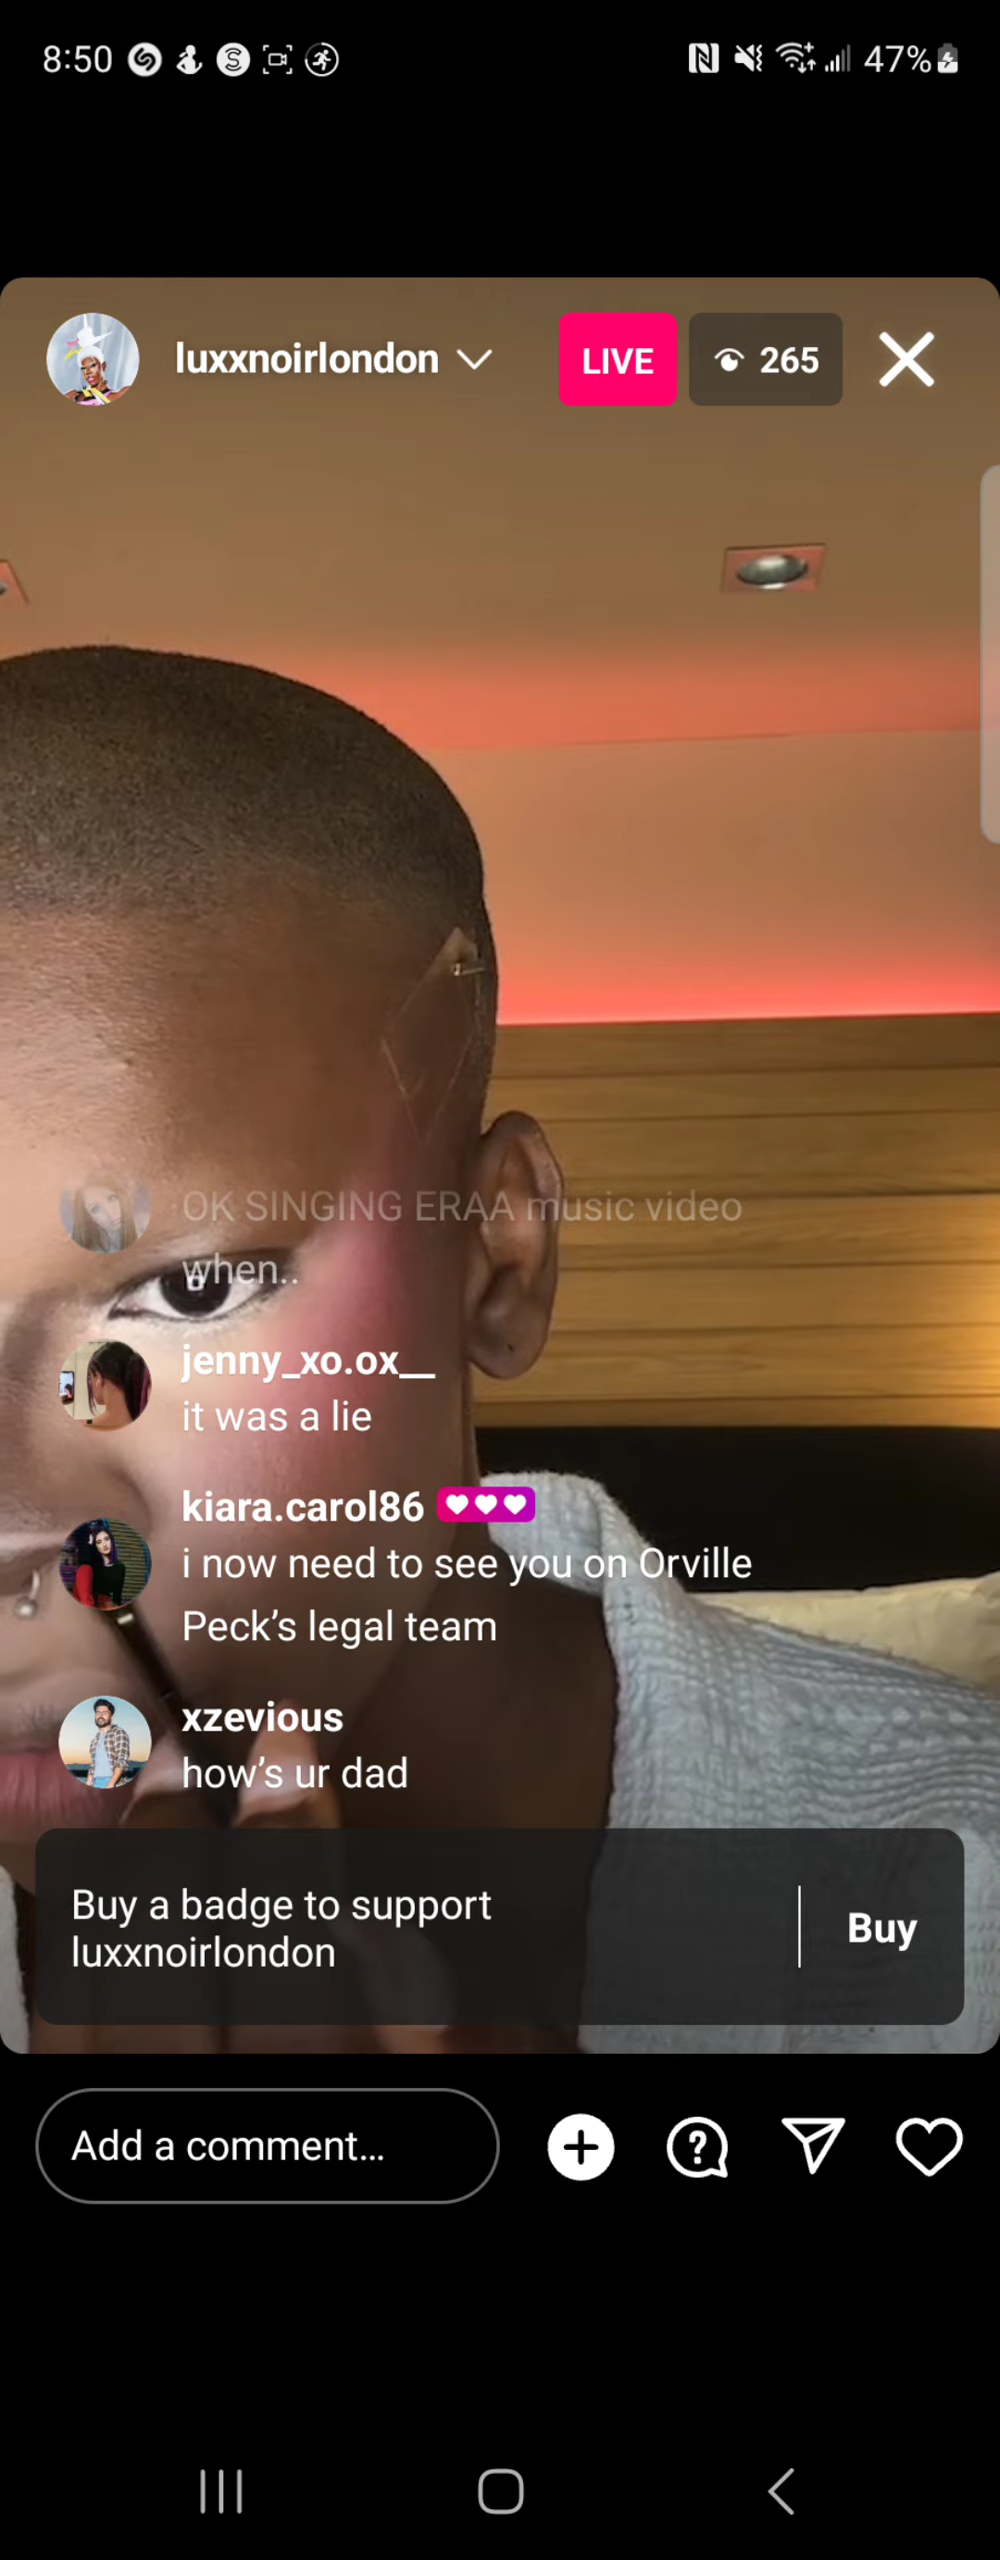 8:50
47%
luxxnoirlondon
LIVE
265
OK SINGING ERAA music video
when..
jenny_xo.ox__
it was a lie
kiara.carol86
i now need to see you on Orville
Peck’s legal team
xzevious
how’s ur dad
Buy a badge to support
luxxnoirlondon
Buy
Add a comment...